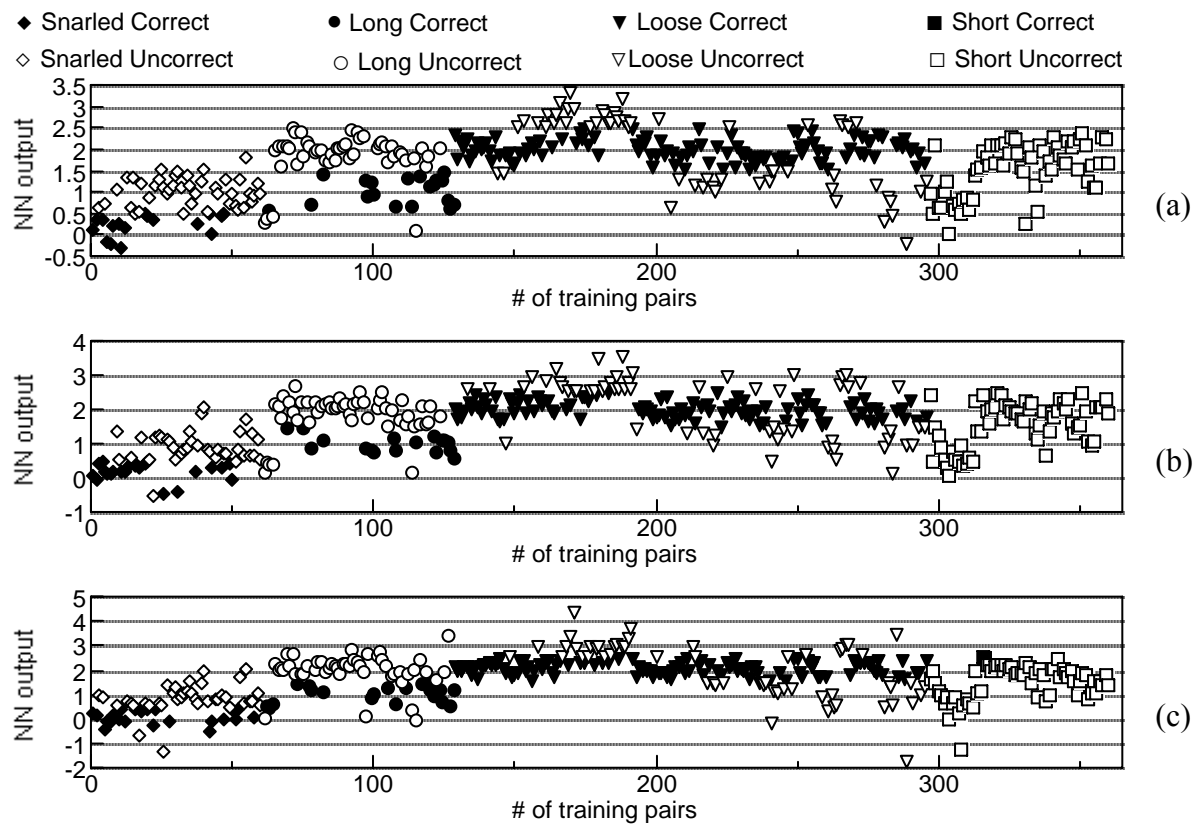 Snarled Correct Long Correct Loose Correct Short Correct
Snarled Uncorrect Long Uncorrect Loose Uncorrect Short Uncorrect
3.5
3
2.5
2
1.5
1
0.5
0
-0.5
NN output
0 100 200 300
# of training pairs
(a)
4
3
2
1
0
-1
NN output
0 100 200 300
# of training pairs
(b)
5
4
3
2
1
0
-1
-2
NN output
0 100 200 300
# of training pairs
(c)